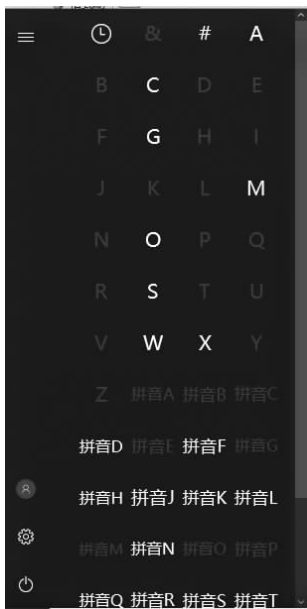 & # A
B C D E
F G H I
J K L M
N O P Q
R S T U
V W X Y
Z 拼音A 拼音B 拼音C
拼音D 拼音E 拼音F 拼音G
拼音H 拼音J 拼音K 拼音L
拼音M 拼音N 拼音O 拼音P
拼音Q 拼音R 拼音S 拼音T